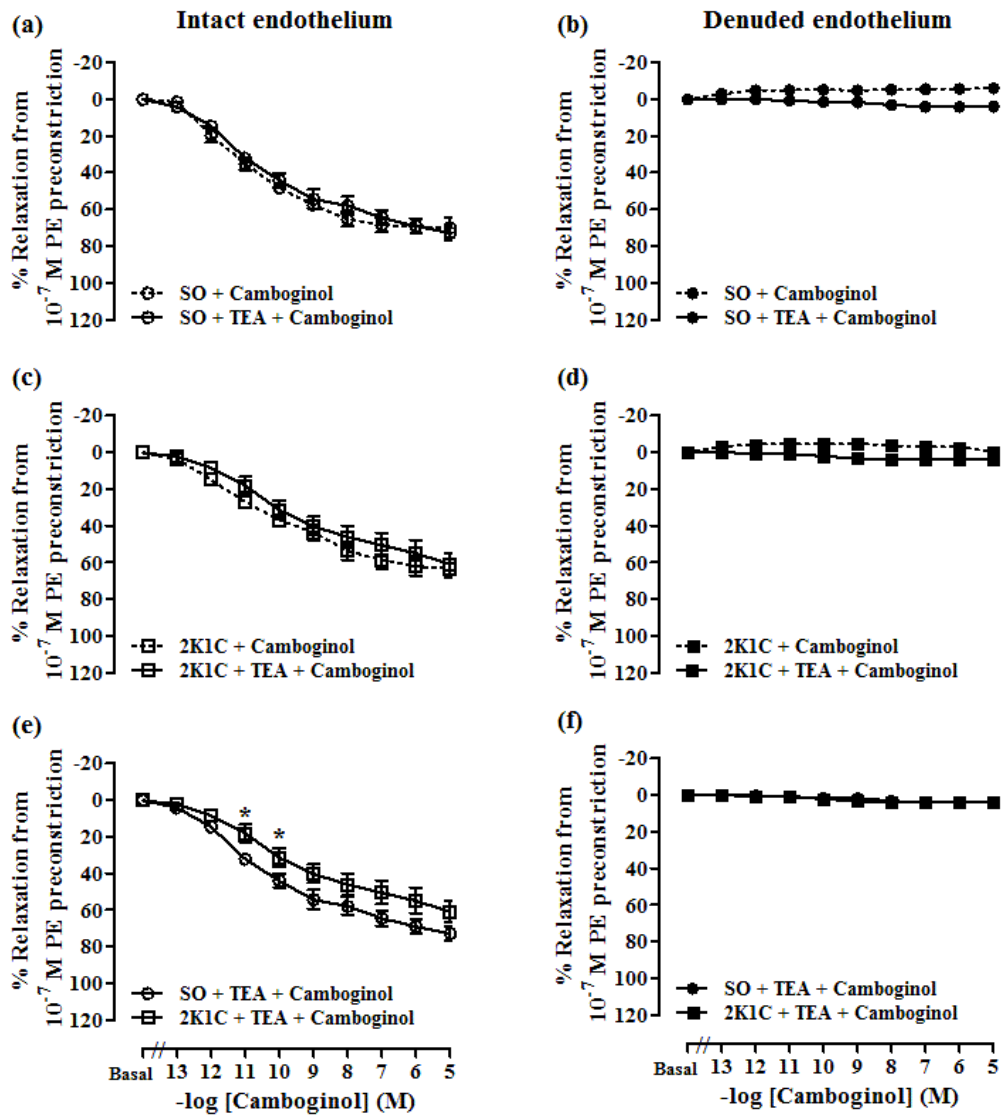 Intact endothelium
Denuded endothelium
(a)
% Relaxation from
10⁻⁷ M PE preconstriction
-20
0
20
40
60
80
100
120
SO + Camboginol
SO + TEA + Camboginol
(b)
% Relaxation from
10⁻⁷ M PE preconstriction
-20
0
20
40
60
80
100
120
SO + Camboginol
SO + TEA + Camboginol
(c)
% Relaxation from
10⁻⁷ M PE preconstriction
-20
0
20
40
60
80
100
120
2K1C + Camboginol
2K1C + TEA + Camboginol
(d)
% Relaxation from
10⁻⁷ M PE preconstriction
-20
0
20
40
60
80
100
120
2K1C + Camboginol
2K1C + TEA + Camboginol
(e)
% Relaxation from
10⁻⁷ M PE preconstriction
-20
0
20
40
60
80
100
120
* *
SO + TEA + Camboginol
2K1C + TEA + Camboginol
Basal // 13 12 11 10 9 8 7 6 5
-log [Camboginol] (M)
(f)
% Relaxation from
10⁻⁷ M PE preconstriction
-20
0
20
40
60
80
100
120
SO + TEA + Camboginol
2K1C + TEA + Camboginol
Basal // 13 12 11 10 9 8 7 6 5
-log [Camboginol] (M)